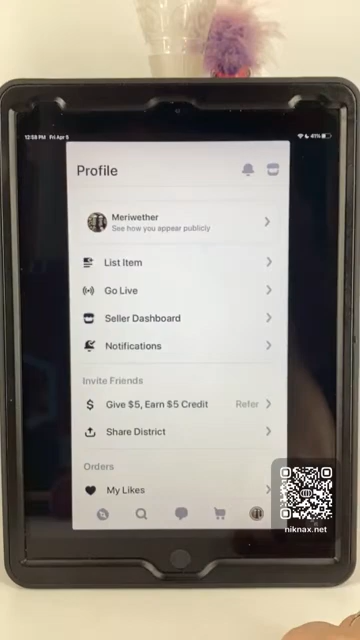 12:58 PM Fri Apr 5
41%
Profile
Meriwether
See how you appear publicly
List Item
Go Live
Seller Dashboard
Notifications
Invite Friends
Give $5, Earn $5 Credit
Refer
Share District
Orders
My Likes
niknax.net